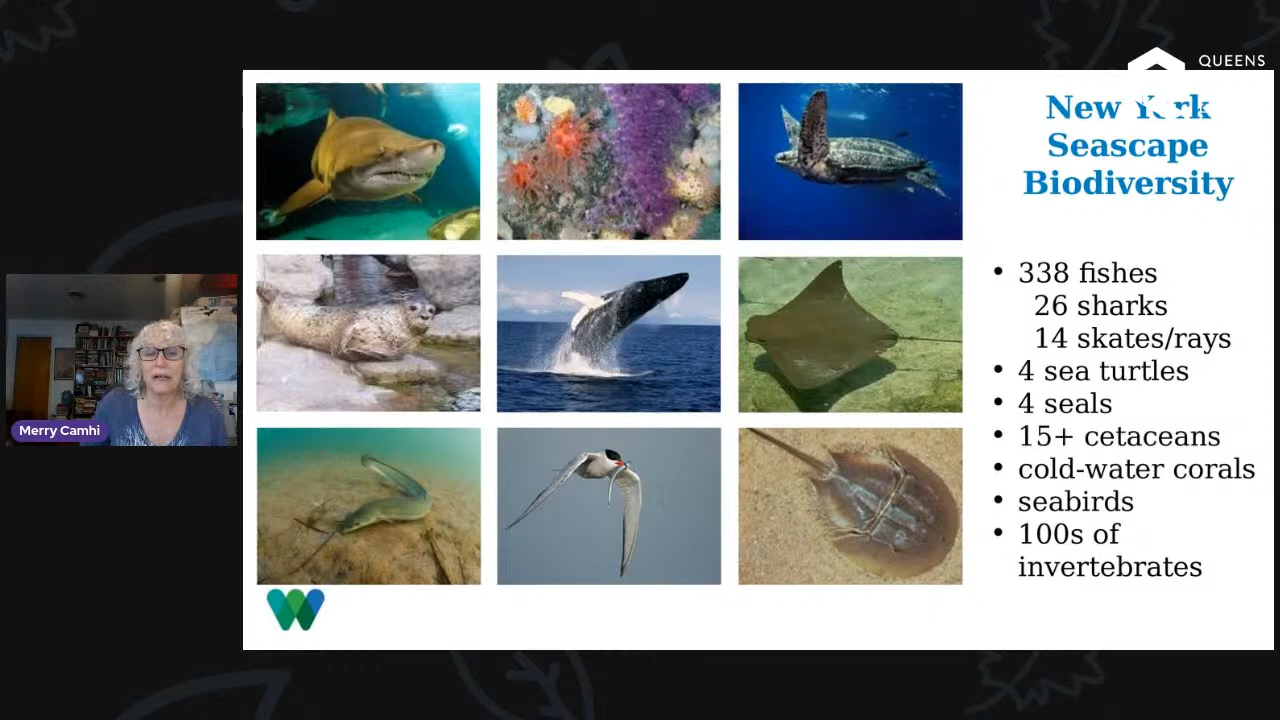 QUEENS
New York
Seascape
Biodiversity
• 338 fishes
26 sharks
14 skates/rays
• 4 sea turtles
• 4 seals
• 15+ cetaceans
• cold-water corals
• seabirds
• 100s of
invertebrates
Merry Camhi